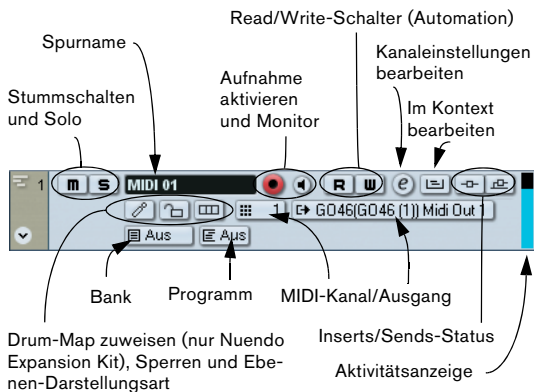 Read/Write-Schalter (Automation)
Spurname
Kanaleinstellungen
bearbeiten
Aufnahme
aktivieren
und Monitor
Stummschalten
und Solo
Im Kontext
bearbeiten
1 m S MIDI 01 R W e
1 GO46(GO46 (1)) Midi Out 1
Aus Aus
Bank
Programm
MIDI-Kanal/Ausgang
Drum-Map zuweisen (nur Nuendo
Expansion Kit), Sperren und Ebe-
nen-Darstellungsart
Inserts/Sends-Status
Aktivitätsanzeige